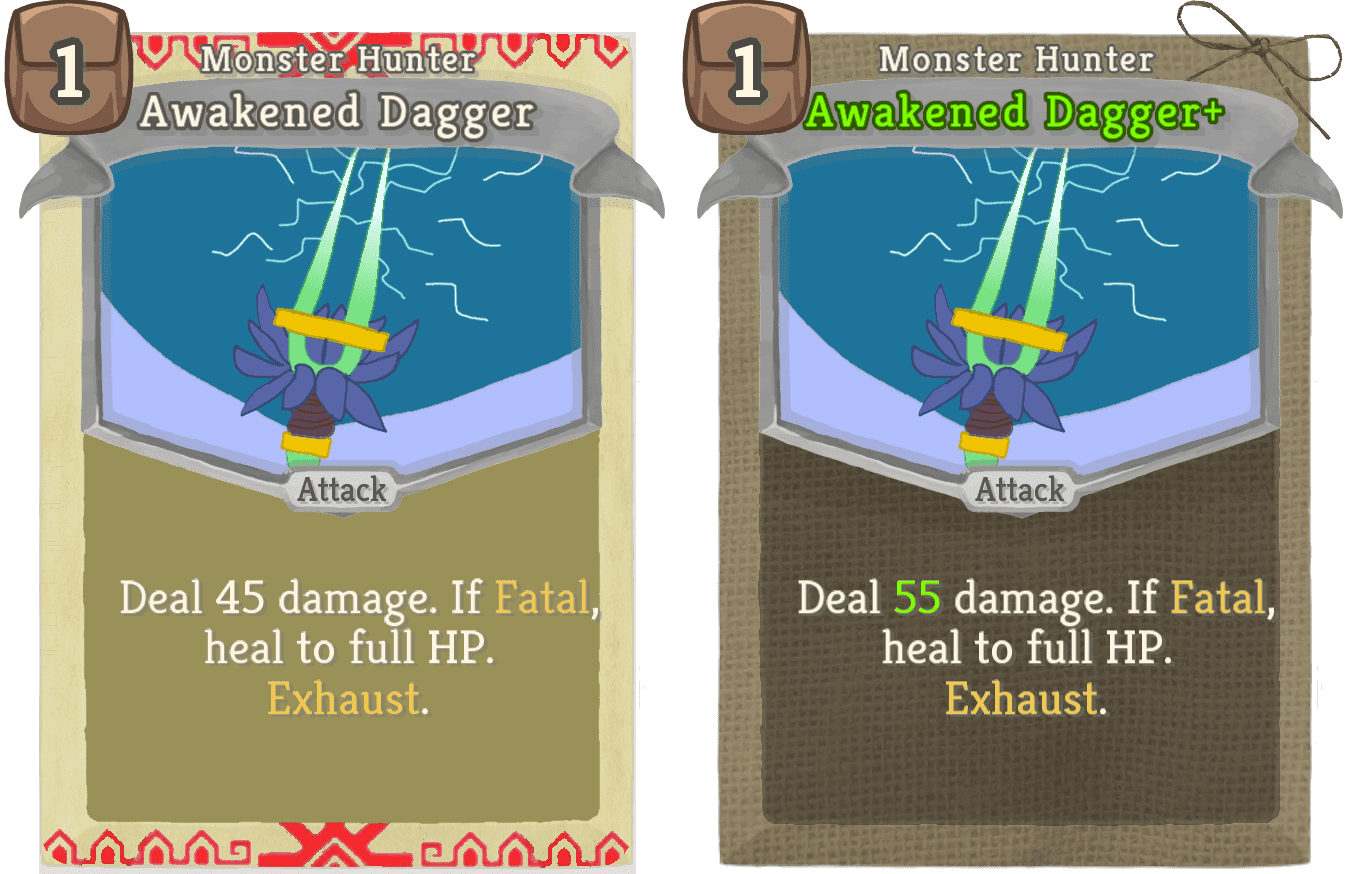 1
Monster Hunter
Awakened Dagger
Attack
Deal 45 damage. If Fatal,
heal to full HP.
Exhaust.
1
Monster Hunter
Awakened Dagger+
Attack
Deal 55 damage. If Fatal,
heal to full HP.
Exhaust.